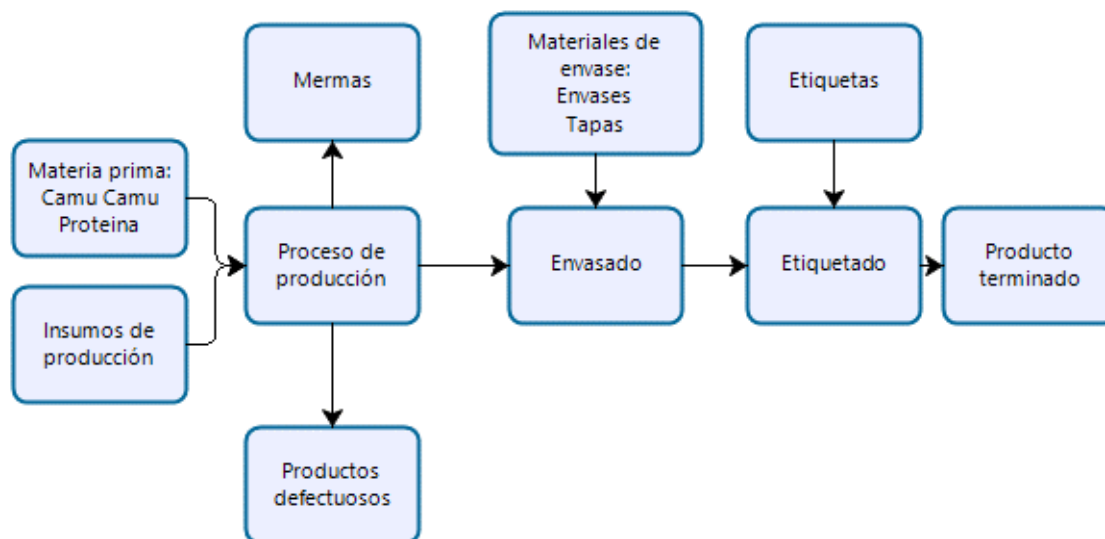 Mermas
Materiales de
envase:
Envases
Tapas
Etiquetas
Materia prima:
Camu Camu
Proteina
Proceso de
producción
Envasado
Etiquetado
Producto
terminado
Insumos de
producción
Productos
defectuosos